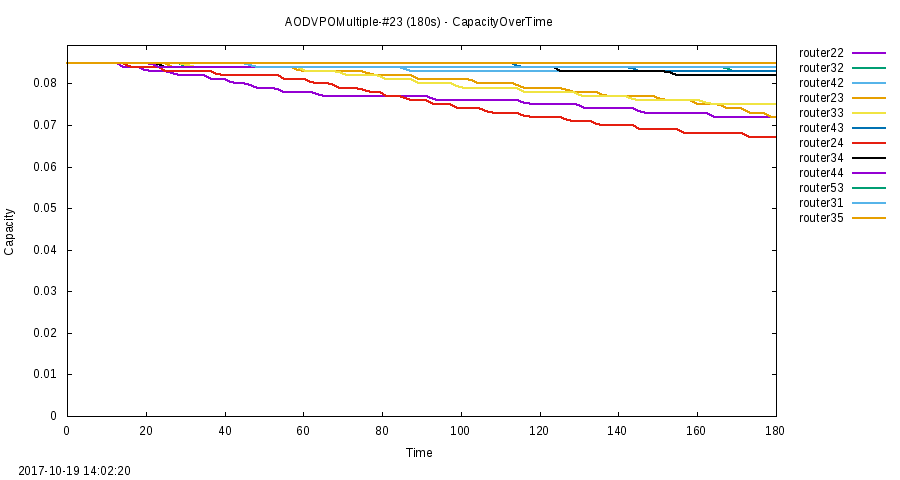 AODVPOMultiple-#23 (180s) - CapacityOverTime
router22
router32
router42
router23
router33
router43
router24
router34
router44
router53
router31
router35
Capacity
0.08
0.07
0.06
0.05
0.04
0.03
0.02
0.01
0
0 20 40 60 80 100 120 140 160 180
Time
2017-10-19 14:02:20